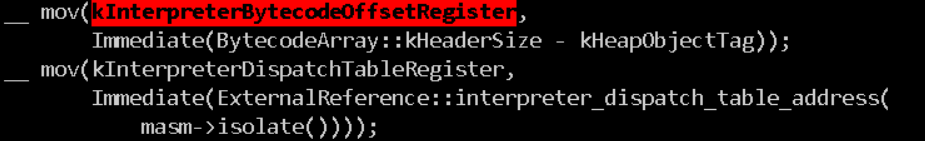 __ mov(kInterpreterBytecodeOffsetRegister,
Immediate(BytecodeArray::kHeaderSize - kHeapObjectTag));
__ mov(kInterpreterDispatchTableRegister,
Immediate(ExternalReference::interpreter_dispatch_table_address(
masm->isolate())));